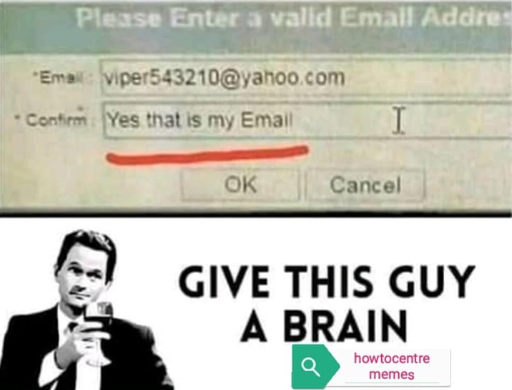 Please Enter a valid Email Addres
*Email: viper543210@yahoo.com
* Confirm: Yes that is my Email
OK Cancel
GIVE THIS GUY
A BRAIN
howtocentre
memes